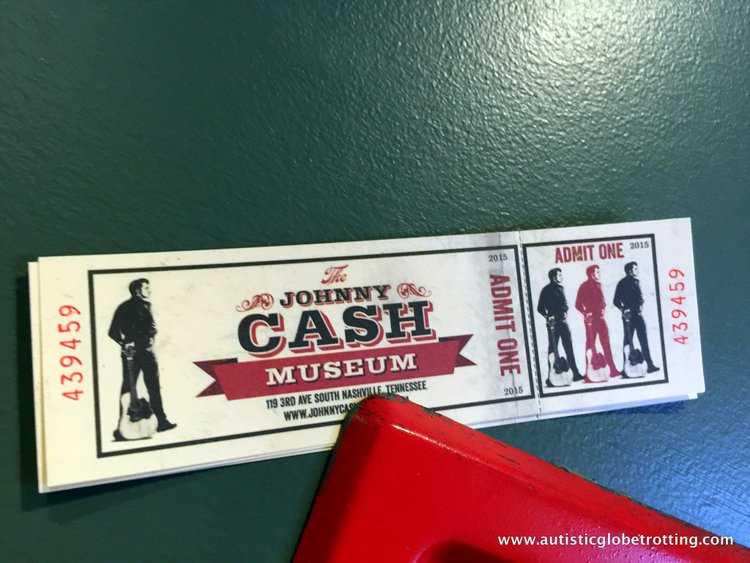 439459
The
JOHNNY
CASH
MUSEUM
119 3RD AVE SOUTH NASHVILLE, TENNESSEE
2015
ADMIT ONE
2015
ADMIT ONE 2015
439459
www.autisticglobetrotting.com